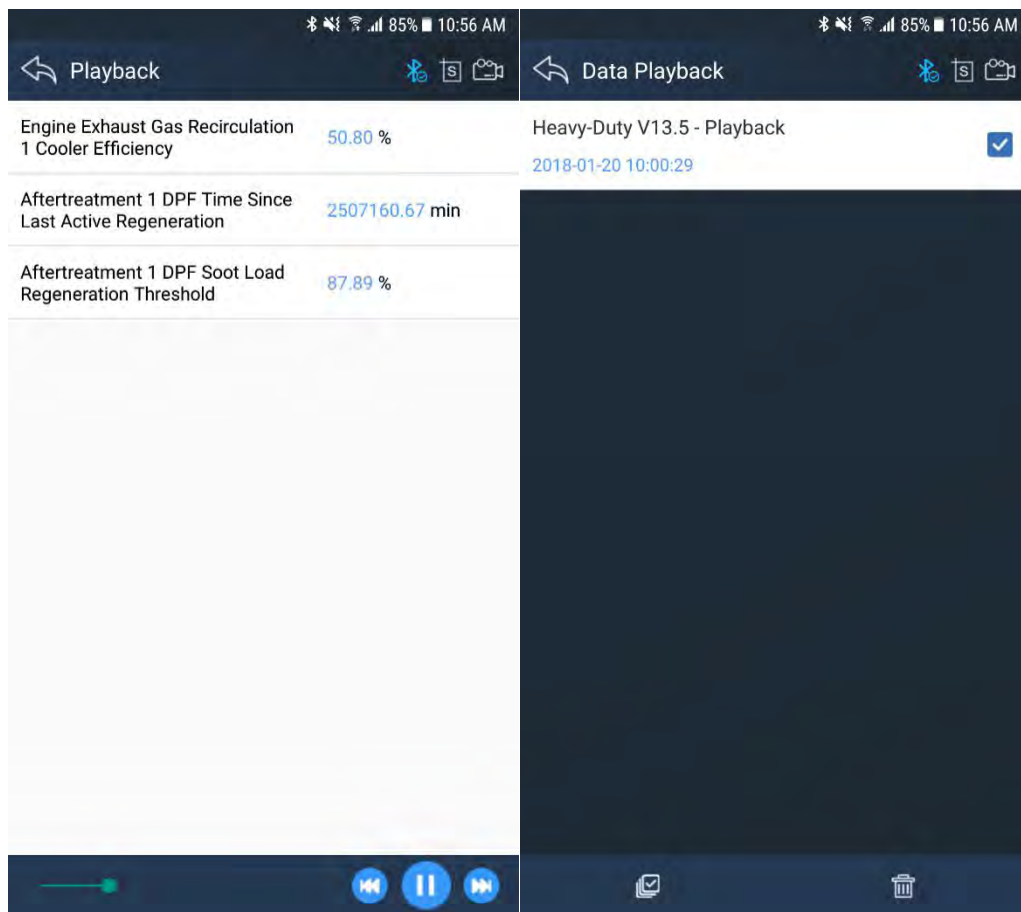 85% 10:56 AM
Playback
S
Engine Exhaust Gas Recirculation
1 Cooler Efficiency
50.80 %
Aftertreatment 1 DPF Time Since
Last Active Regeneration
2507160.67 min
Aftertreatment 1 DPF Soot Load
Regeneration Threshold
87.89 %
85% 10:56 AM
Data Playback
S
Heavy-Duty V13.5 - Playback
2018-01-20 10:00:29